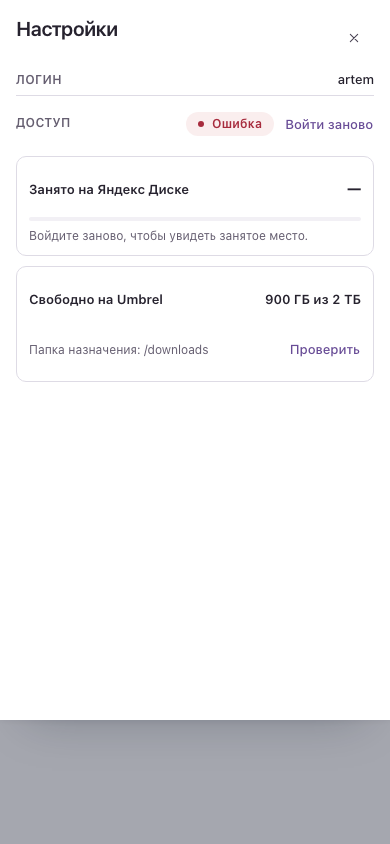 Настройки
ЛОГИН artem
ДОСТУП Ошибка Войти заново
Занято на Яндекс Диске —
Войдите заново, чтобы увидеть занятое место.
Свободно на Umbrel 900 ГБ из 2 ТБ
Папка назначения: /downloads Проверить